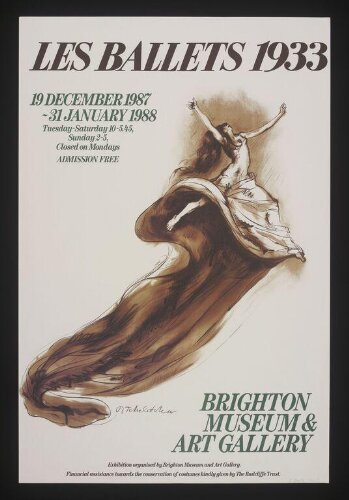 LES BALLETS 1933
19 DECEMBER 1987
~31 JANUARY 1988
Tuesday-Saturday 10-5.45,
Sunday 2-5,
Closed on Mondays
ADMISSION FREE
BRIGHTON
MUSEUM &
ART GALLERY
Exhibition organised by Brighton Museum and Art Gallery.
Financial assistance towards the conservation of costumes kindly given by The Radcliffe Trust.